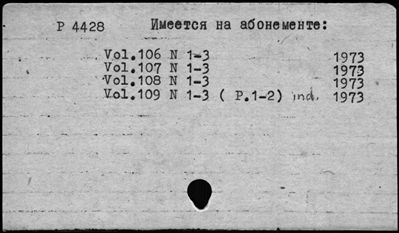 P 4428 Имеется на абонементе:
Vol.106 N 1-3 1973
Vol.107 N 1-3 1973
Vol.108 N 1-3 1973
Vol.109 N 1-3 ( P.1-2) ind. 1973